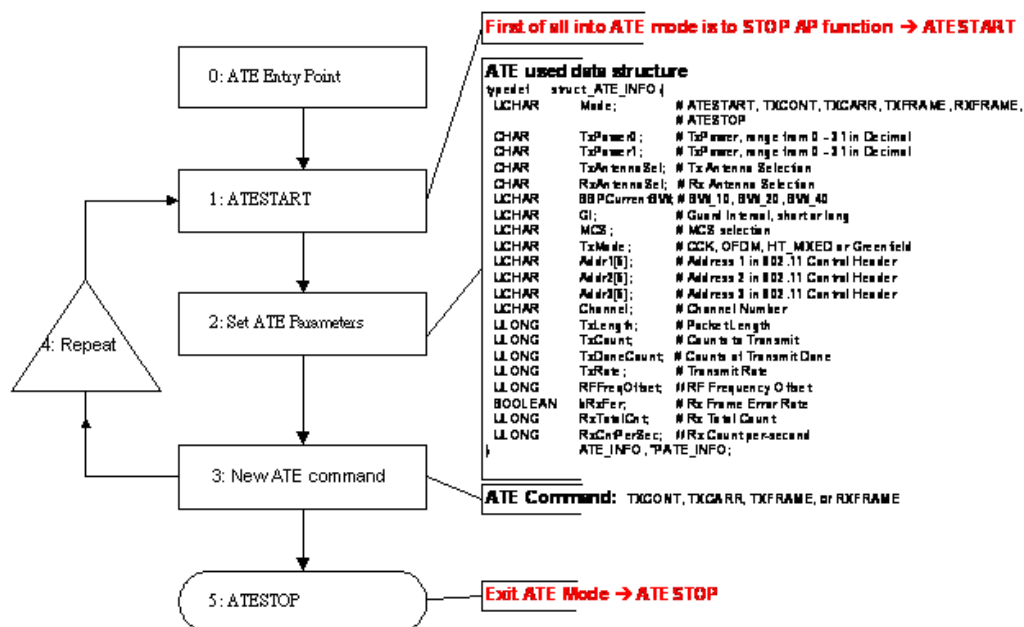 First of all into ATE mode is to STOP AP function → ATESTART
0: ATE Entry Point
ATE used data structure
typedef struct_ATE_INFO {
UCHAR Mode; # ATESTART, TXCONT, TXCARR, TXFRAME, RXFRAME,
# ATESTOP
CHAR TxPower0; # TxPower, range from 0 ~ 31 in Decimal
CHAR TxPower1; # TxPower, range from 0 ~ 31 in Decimal
CHAR TxAntennaSel; # Tx Antenna Selection
CHAR RxAntennaSel; # Rx Antenna Selection
UCHAR BBPCurrentBW; # BW_10, BW_20, BW_40
UCHAR GI; # Guard Interval, short or long
UCHAR MCS; # MCS selection
UCHAR TxMode; # CCK, OFDM, HT_MIXED or Greenfield
UCHAR Addr1[6]; # Address 1 in 802.11 Control Header
UCHAR Addr2[6]; # Address 2 in 802.11 Control Header
UCHAR Addr3[6]; # Address 3 in 802.11 Control Header
UCHAR Channel; # Channel Number
ULONG TxLength; # Packet Length
ULONG TxCount; # Counts to Transmit
ULONG TxDoneCount; # Counts of Transmit Done
ULONG TxRate; # Transmit Rate
ULONG RFFreqOffset; # RF Frequency Offset
BOOLEAN bRxFer; # Rx Frame Error Rate
ULONG RxTotalCnt; # Rx Total Count
ULONG RxCntPerSec; # Rx Count per-second
} ATE_INFO, *PATE_INFO;
1: ATESTART
2: Set ATE Parameters
4: Repeat
3: New ATE command
ATE Command: TXCONT, TXCARR, TXFRAME, or RXFRAME
5: ATESTOP
Exit ATE Mode → ATESTOP